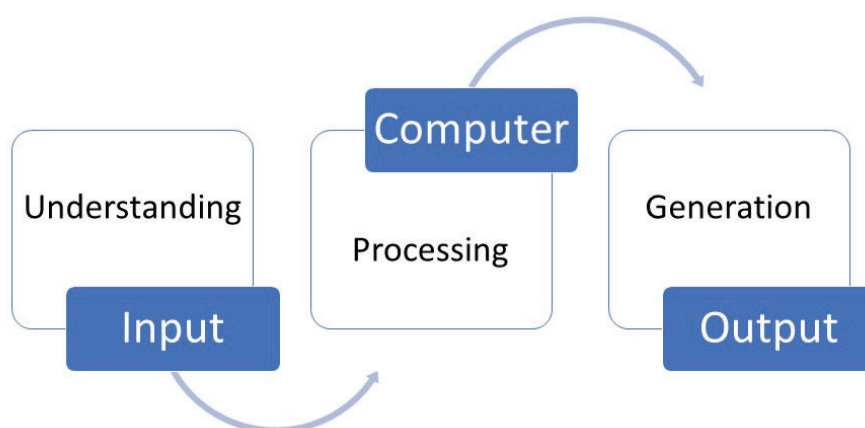 Understanding
Input
Computer
Processing
Generation
Output